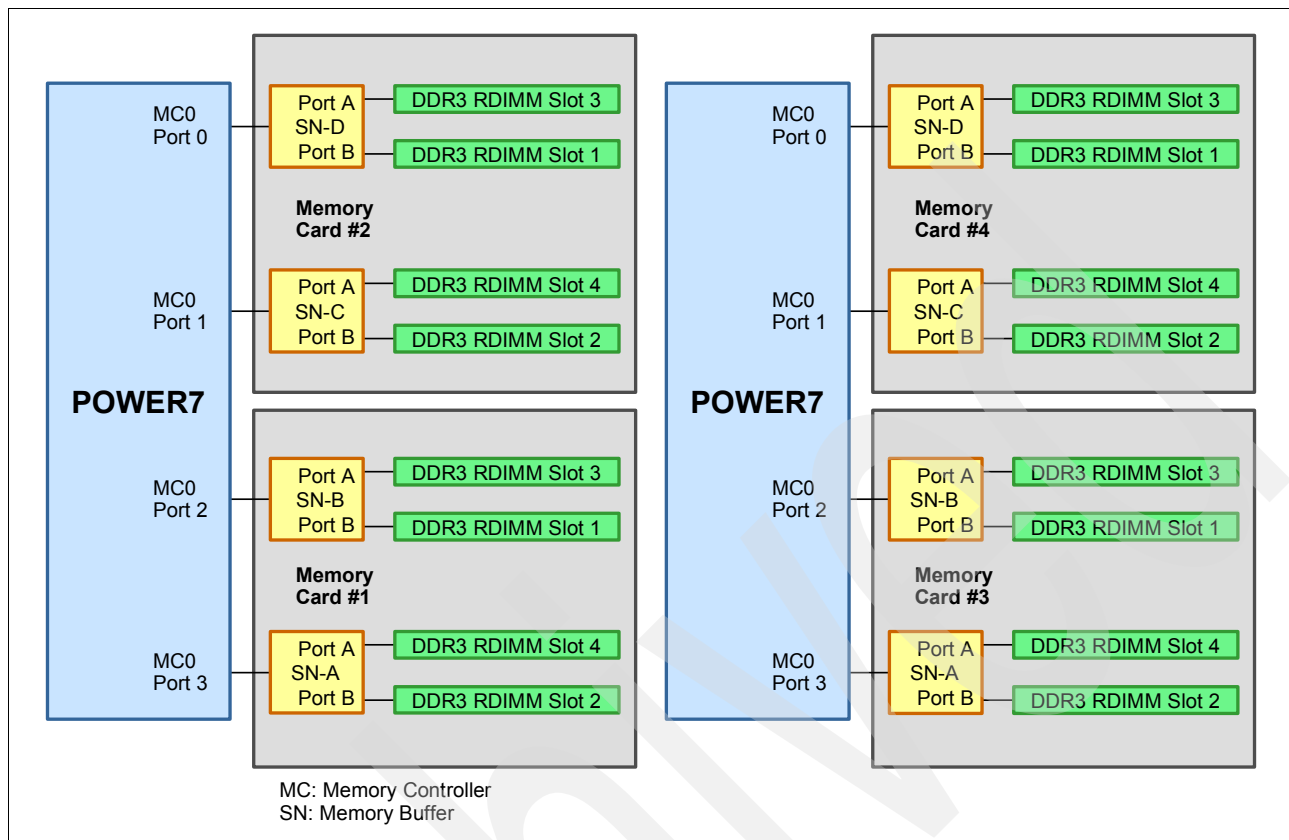 POWER7
MC0
Port 0
Port A
SN-D
Port B
DDR3 RDIMM Slot 3
DDR3 RDIMM Slot 1
Memory
Card #2
MC0
Port 1
Port A
SN-C
Port B
DDR3 RDIMM Slot 4
DDR3 RDIMM Slot 2
MC0
Port 2
Port A
SN-B
Port B
DDR3 RDIMM Slot 3
DDR3 RDIMM Slot 1
Memory
Card #1
MC0
Port 3
Port A
SN-A
Port B
DDR3 RDIMM Slot 4
DDR3 RDIMM Slot 2
POWER7
MC0
Port 0
Port A
SN-D
Port B
DDR3 RDIMM Slot 3
DDR3 RDIMM Slot 1
Memory
Card #4
MC0
Port 1
Port A
SN-C
Port B
DDR3 RDIMM Slot 4
DDR3 RDIMM Slot 2
MC0
Port 2
Port A
SN-B
Port B
DDR3 RDIMM Slot 3
DDR3 RDIMM Slot 1
Memory
Card #3
MC0
Port 3
Port A
SN-A
Port B
DDR3 RDIMM Slot 4
DDR3 RDIMM Slot 2
MC: Memory Controller
SN: Memory Buffer